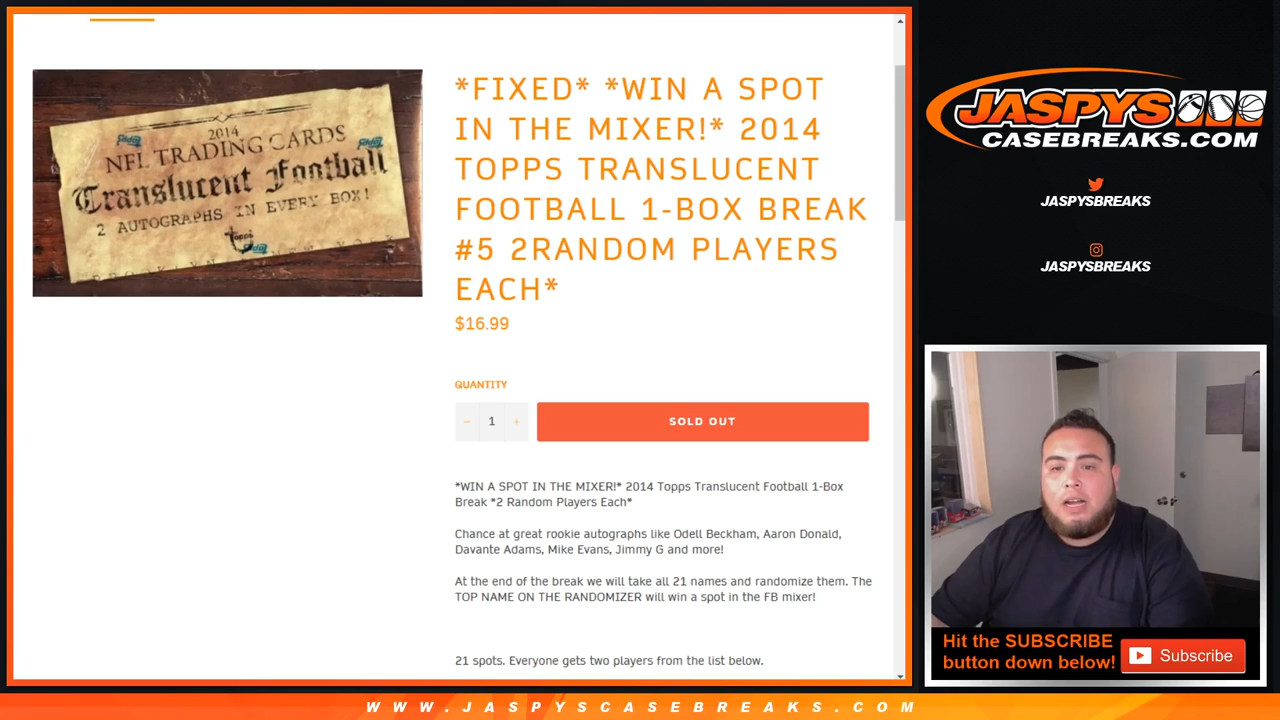 2014
NFL TRADING CARDS
Translucent Football
2 AUTOGRAPHS IN EVERY BOX!
Topps
*FIXED* *WIN A SPOT
IN THE MIXER!* 2014
TOPPS TRANSLUCENT
FOOTBALL 1-BOX BREAK
#5 2RANDOM PLAYERS
EACH*
$16.99
QUANTITY
− 1 +
SOLD OUT
*WIN A SPOT IN THE MIXER!* 2014 Topps Translucent Football 1-Box
Break *2 Random Players Each*
Chance at great rookie autographs like Odell Beckham, Aaron Donald,
Davante Adams, Mike Evans, Jimmy G and more!
At the end of the break we will take all 21 names and randomize them. The
TOP NAME ON THE RANDOMIZER will win a spot in the FB mixer!
21 spots. Everyone gets two players from the list below.
JASPYS
CASEBREAKS.COM
JASPYSBREAKS
JASPYSBREAKS
Hit the SUBSCRIBE
button down below!
Subscribe
WWW.JASPYSCASEBREAKS.COM